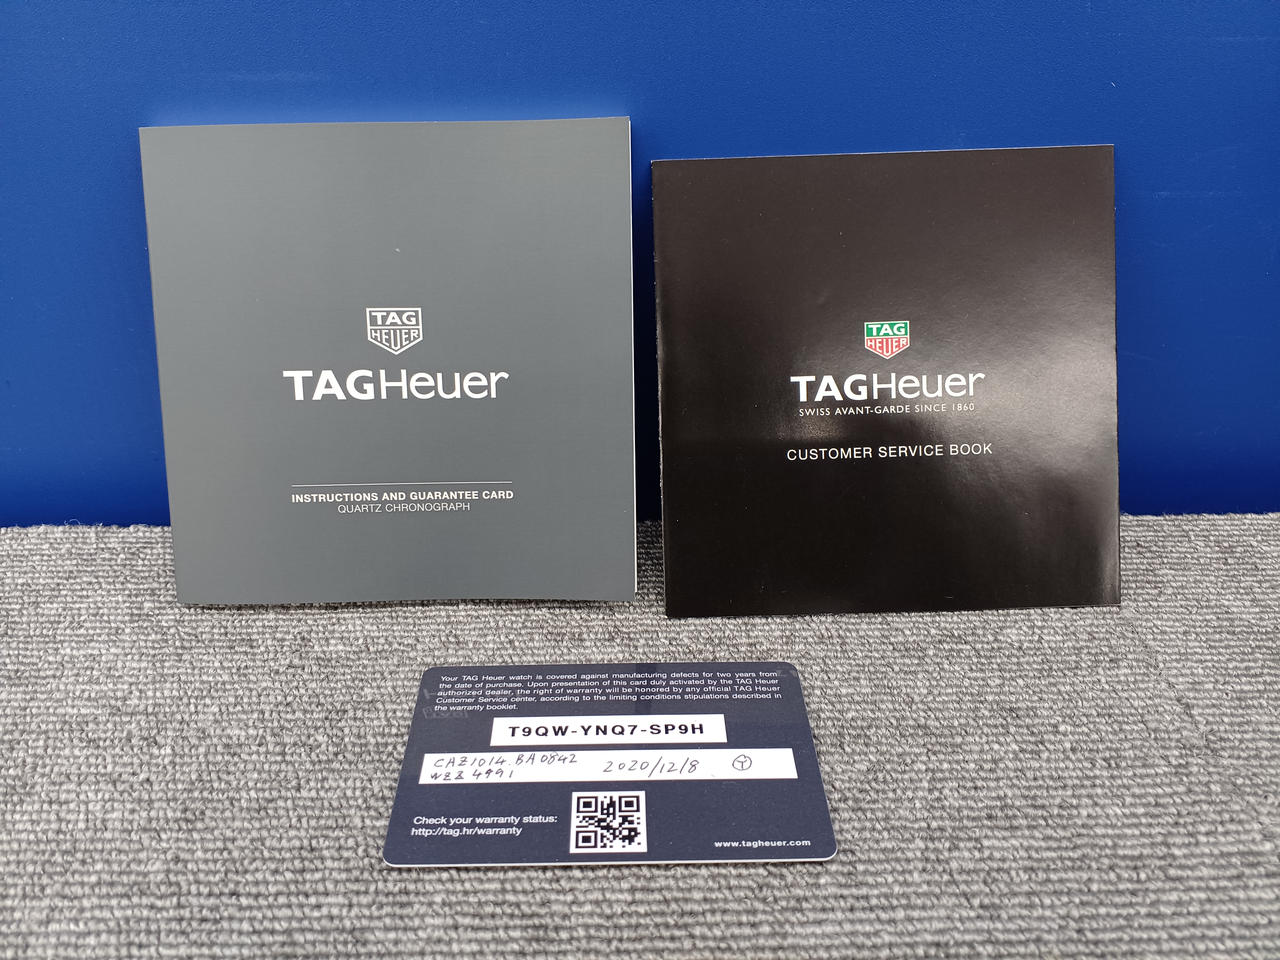 TAG
HEUER
TAGHeuer
INSTRUCTIONS AND GUARANTEE CARD
QUARTZ CHRONOGRAPH
TAG
HEUER
TAGHeuer
SWISS AVANT-GARDE SINCE 1860
CUSTOMER SERVICE BOOK
Your TAG Heuer watch is covered against manufacturing defects for two years from
the date of purchase. Upon presentation of this card duly activated by the TAG Heuer
authorized dealer, the right of warranty will be honored by any official TAG Heuer
Customer Service center, according to the limiting conditions stipulations described in
the warranty booklet.
T9QW-YNQ7-SP9H
CAZ1014.BA0842
WZZ4991
2020/12/8
Check your warranty status:
http://tag.hr/warranty
www.tagheuer.com